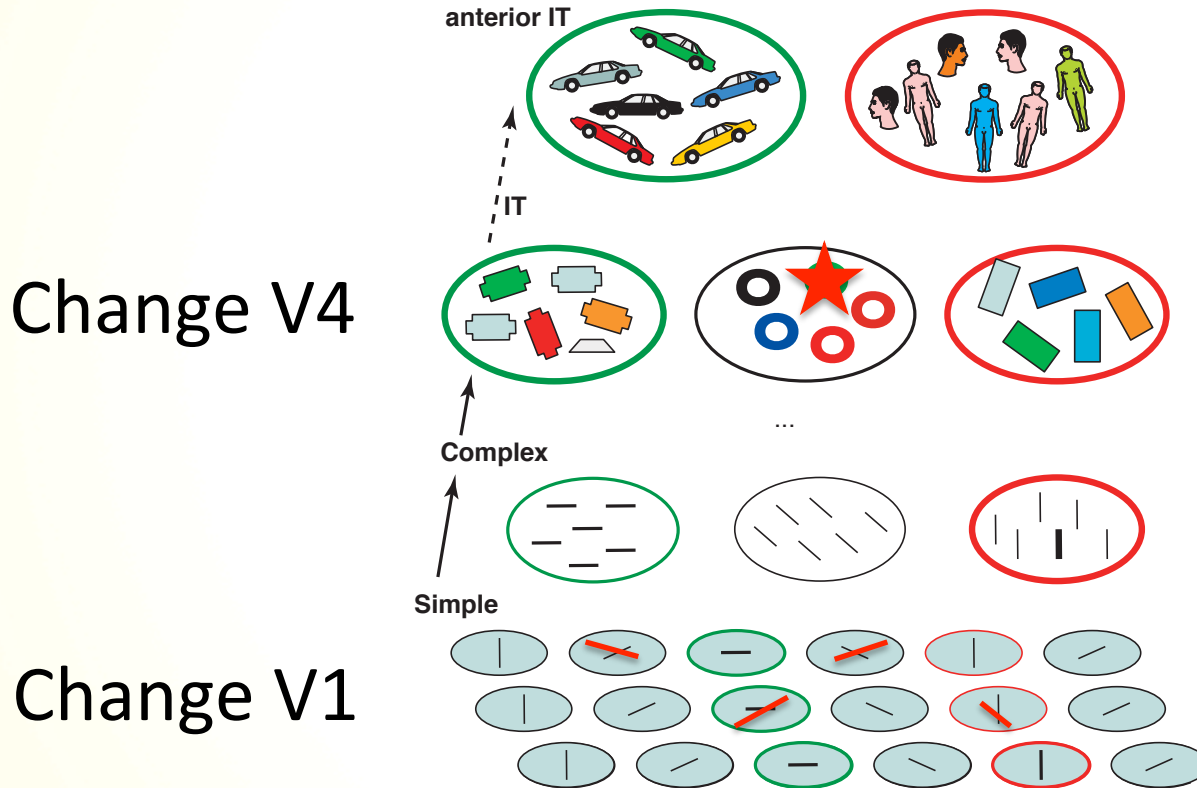 anterior IT
IT
Change V4
...
Complex
Simple
Change V1